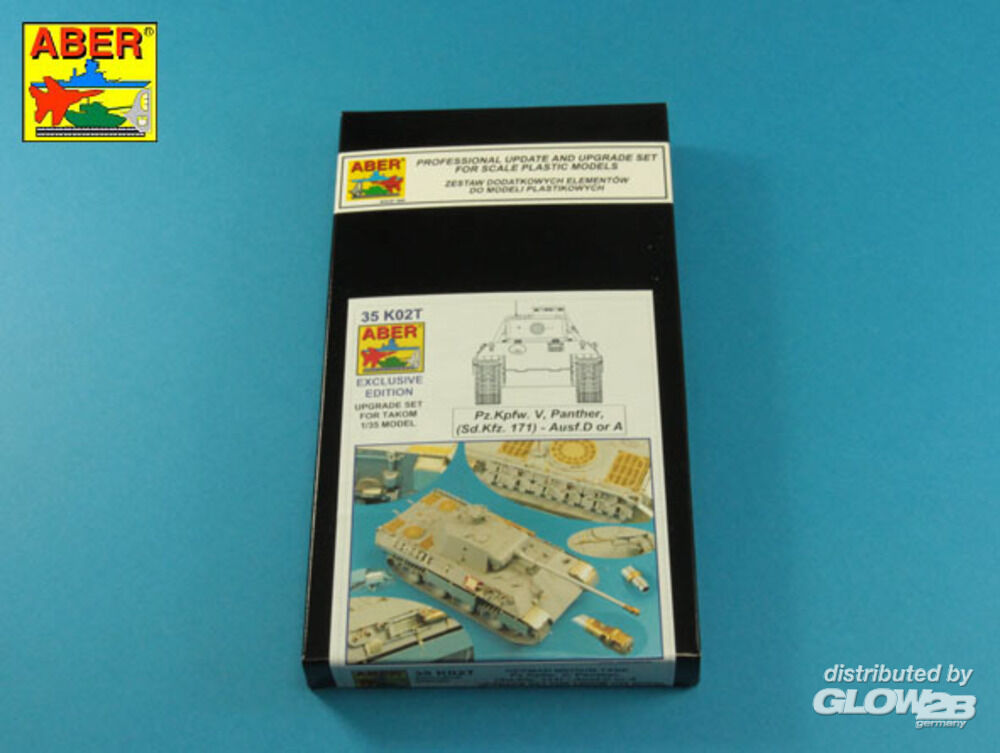 ABER®
ABER®
PROFESSIONAL UPDATE AND UPGRADE SET
FOR SCALE PLASTIC MODELS
ZESTAW DODATKOWYCH ELEMENTÓW
DO MODELI PLASTIKOWYCH
35 K02T
ABER
EXCLUSIVE
EDITION
UPGRADE SET
FOR TAKOM
1/35 MODEL
Pz.Kpfw. V, Panther,
(Sd.Kfz. 171) - Ausf.D or A
ABER
35 K02T
distributed by
GLOW2B
germany